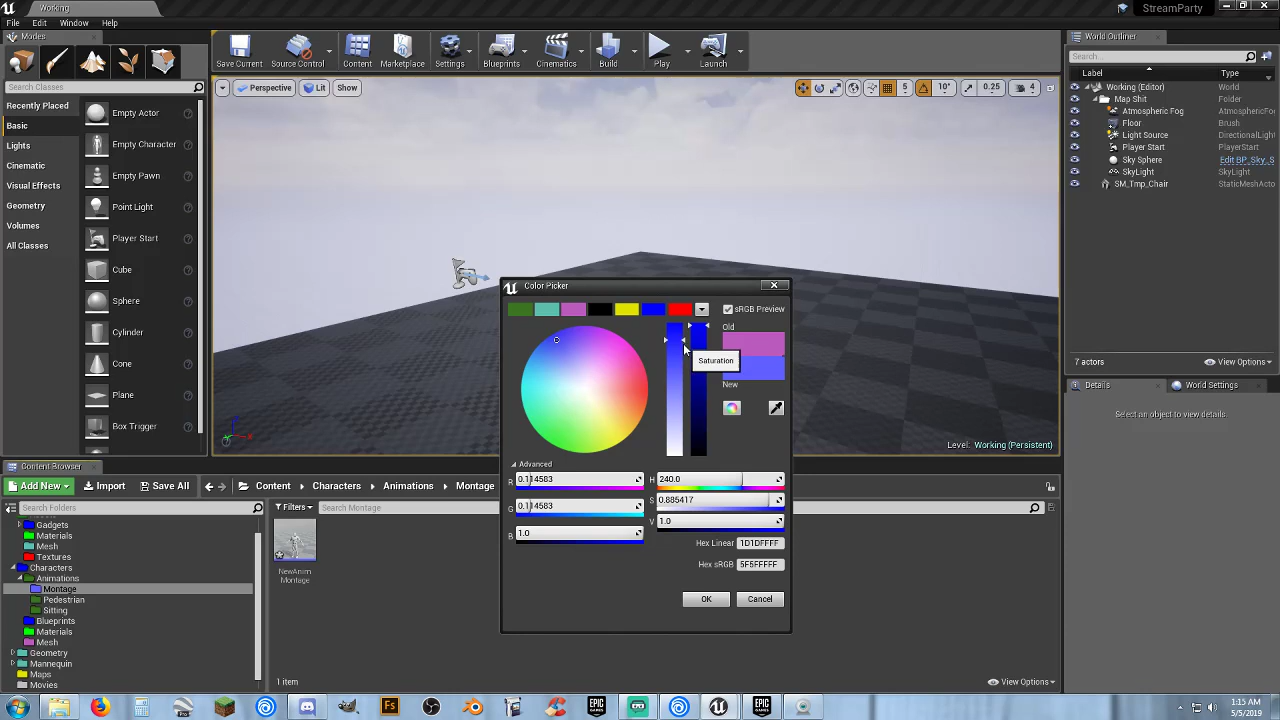 Working
StreamParty
File Edit Window Help
Modes
World Outliner
Search Classes
Save Current
Source Control
Content
Marketplace
Settings
Blueprints
Cinematics
Build
Play
Launch
Search...
Label Type
Recently Placed
Basic
Lights
Cinematic
Visual Effects
Geometry
Volumes
All Classes
Empty Actor
Empty Character
Empty Pawn
Point Light
Player Start
Cube
Sphere
Cylinder
Cone
Plane
Box Trigger
Perspective Lit Show
5 10° 0.25 4
Working (Editor) World
Map Shit Folder
Atmospheric Fog AtmosphericFo
Floor Brush
Light Source DirectionalLight
Player Start PlayerStart
Sky Sphere Edit BP_Sky_S
SkyLight SkyLight
SM_Tmp_Chair StaticMeshActo
7 actors View Options
Details World Settings
Select an object to view details.
Level: Working (Persistent)
Color Picker
sRGB Preview
Old
Saturation
New
Advanced
R 0.114583
G 0.114583
B 1.0
H 240.0
S 0.885417
V 1.0
Hex Linear 1D1DFFFF
Hex sRGB 5F5FFFFF
OK Cancel
Content Browser
Add New Import Save All Content Characters Animations Montage
Search Folders
Filters Search Montage
Gadgets
Materials
Mesh
Textures
Characters
Animations
Montage
Pedestrian
Sitting
Blueprints
Materials
Mesh
Geometry
Mannequin
Maps
Movies
NewAnim
Montage
1 item View Options
Pro
Fs
EPIC
GAMES
EPIC
GAMES
1:15 AM
5/5/2019